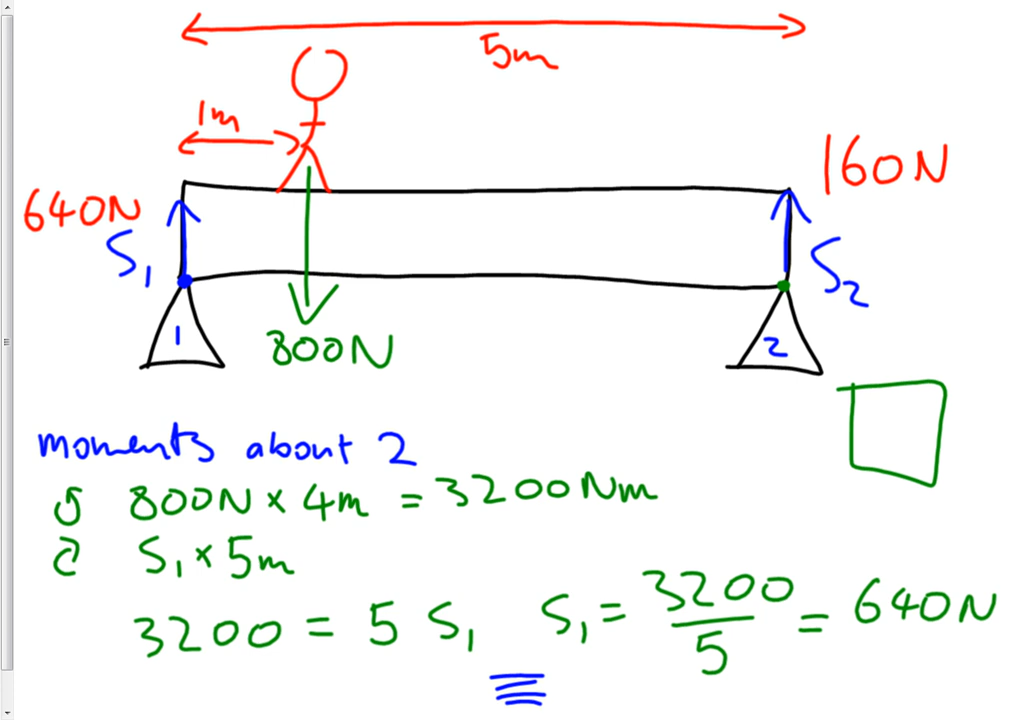 5m
1m
160N
640N
S₁
S₂
1
800N
2
moments about 2
↺ 800N × 4m = 3200Nm
↻ S₁ × 5m
3200 = 5 S₁ S₁ = 3200/5 = 640N